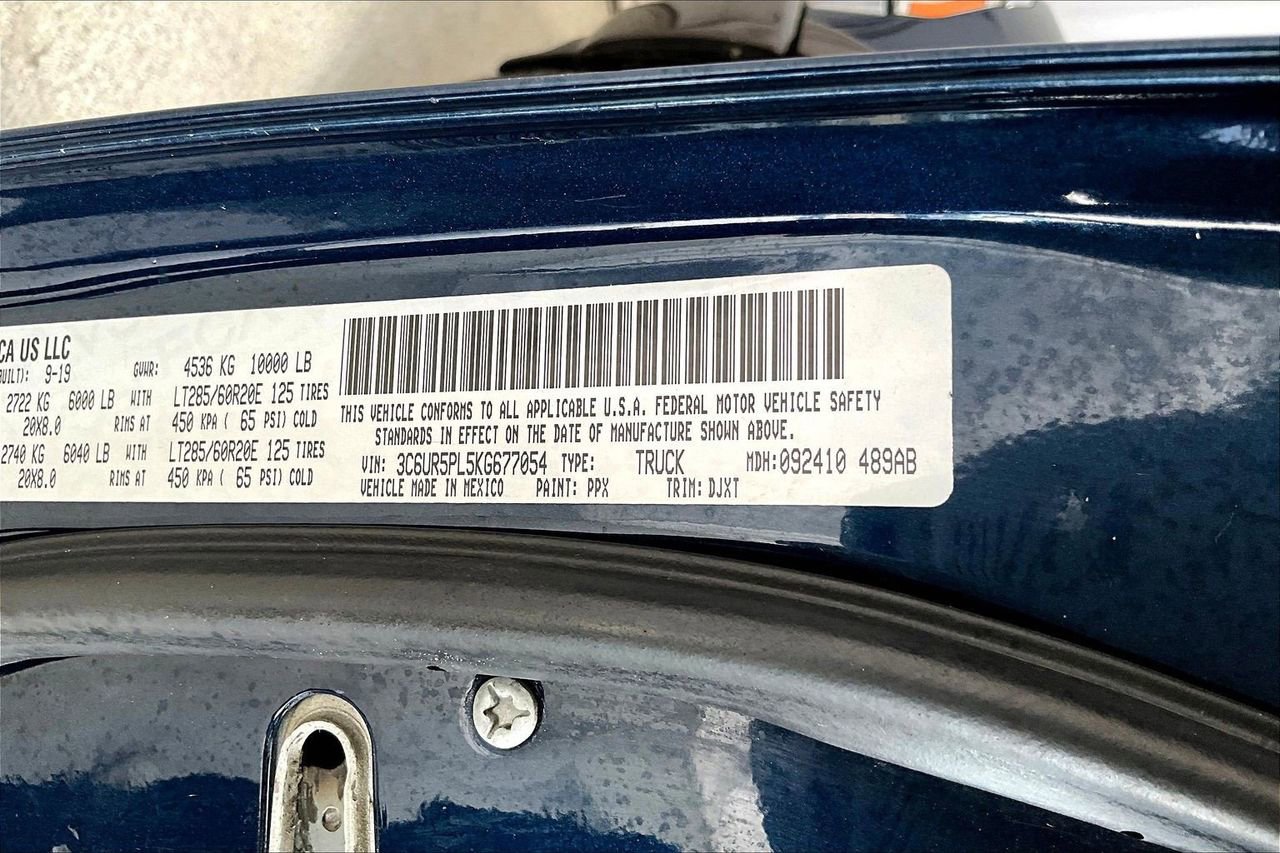 CA US LLC
UILT): 9-19 GVWR: 4536 KG 10000 LB
2722 KG 6000 LB WITH LT285/60R20E 125 TIRES
20X8.0 RIMS AT 450 KPA ( 65 PSI) COLD
2740 KG 6040 LB WITH LT285/60R20E 125 TIRES
20X8.0 RIMS AT 450 KPA ( 65 PSI) COLD
THIS VEHICLE CONFORMS TO ALL APPLICABLE U.S.A. FEDERAL MOTOR VEHICLE SAFETY
STANDARDS IN EFFECT ON THE DATE OF MANUFACTURE SHOWN ABOVE.
VIN: 3C6UR5PL5KG677054 TYPE: TRUCK MDH:092410 489AB
VEHICLE MADE IN MEXICO PAINT: PPX TRIM: DJXT